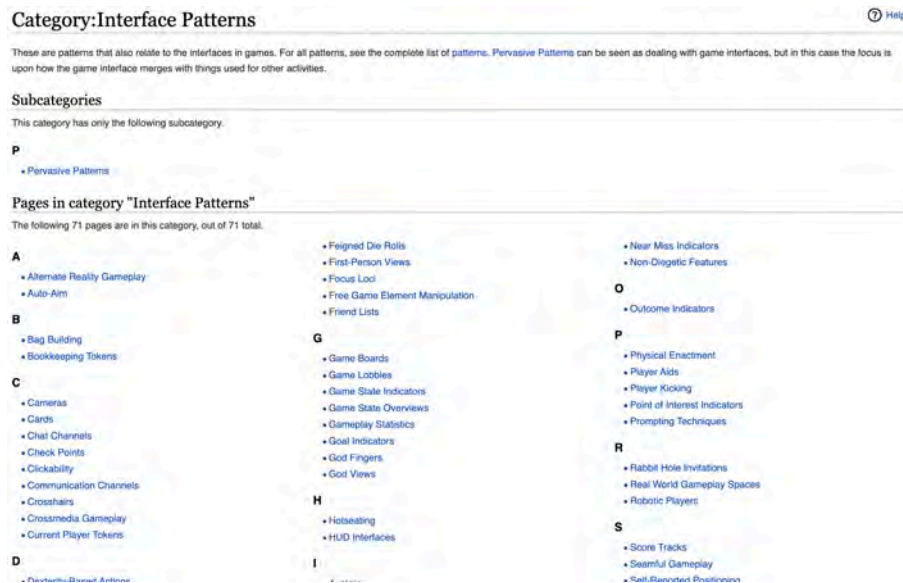 Category:Interface Patterns
Help
These are patterns that also relate to the interfaces in games. For all patterns, see the complete list of patterns. Pervasive Patterns can be seen as dealing with game interfaces, but in this case the focus is
upon how the game interface merges with things used for other activities.
Subcategories
This category has only the following subcategory.
P
• Pervasive Patterns
Pages in category "Interface Patterns"
The following 71 pages are in this category, out of 71 total.
A
• Alternate Reality Gameplay
• Auto-Aim
B
• Bag Building
• Bookkeeping Tokens
C
• Cameras
• Cards
• Chat Channels
• Check Points
• Clickability
• Communication Channels
• Crosshairs
• Crossmedia Gameplay
• Current Player Tokens
D
• Dexterity-Based Actions
• Feigned Die Rolls
• First-Person Views
• Focus Loci
• Free Game Element Manipulation
• Friend Lists
G
• Game Boards
• Game Lobbies
• Game State Indicators
• Game State Overviews
• Gameplay Statistics
• Goal Indicators
• God Fingers
• God Views
H
• Hotseating
• HUD Interfaces
I
• Near Miss Indicators
• Non-Diegetic Features
O
• Outcome Indicators
P
• Physical Enactment
• Player Aids
• Player Kicking
• Point of Interest Indicators
• Prompting Techniques
R
• Rabbit Hole Invitations
• Real World Gameplay Spaces
• Robotic Players
S
• Score Tracks
• Seamful Gameplay
• Self-Reported Positioning